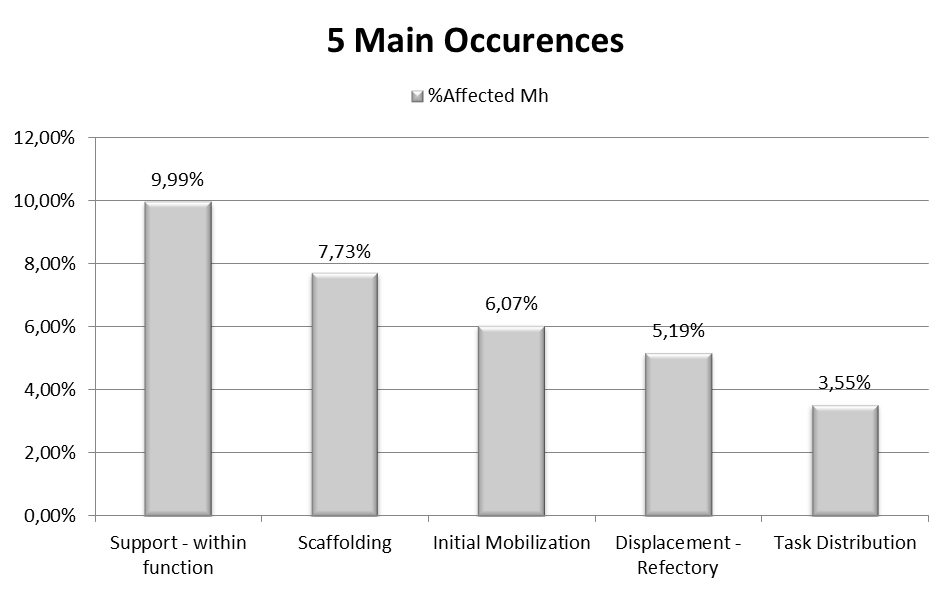 5 Main Occurences
%Affected Mh
12,00%
10,00%
8,00%
6,00%
4,00%
2,00%
0,00%
9,99%
7,73%
6,07%
5,19%
3,55%
Support - within
function
Scaffolding
Initial Mobilization
Displacement -
Refectory
Task Distribution